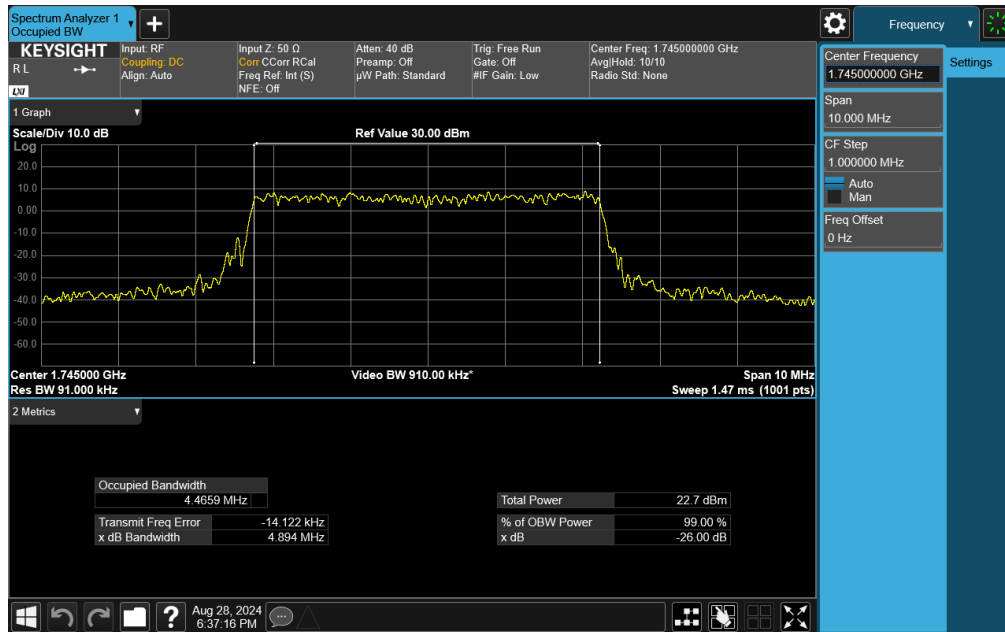 Spectrum Analyzer 1
Occupied BW
Frequency
KEYSIGHT
R L
LXI
Input: RF
Coupling: DC
Align: Auto
Input Z: 50 Ω
Corr CCorr RCal
Freq Ref: Int (S)
NFE: Off
Atten: 40 dB
Preamp: Off
µW Path: Standard
Trig: Free Run
Gate: Off
#IF Gain: Low
Center Freq: 1.745000000 GHz
Avg|Hold: 10/10
Radio Std: None
Center Frequency
1.745000000 GHz
Settings
Span
10.000 MHz
CF Step
1.000000 MHz
Auto
Man
Freq Offset
0 Hz
1 Graph
Scale/Div 10.0 dB
Ref Value 30.00 dBm
Log
20.0
10.0
0.00
-10.0
-20.0
-30.0
-40.0
-50.0
-60.0
Center 1.745000 GHz
Video BW 910.00 kHz*
Span 10 MHz
Res BW 91.000 kHz
Sweep 1.47 ms (1001 pts)
2 Metrics
Occupied Bandwidth
4.4659 MHz
Total Power 22.7 dBm
Transmit Freq Error -14.122 kHz
% of OBW Power 99.00 %
x dB Bandwidth 4.894 MHz
x dB -26.00 dB
Aug 28, 2024
6:37:16 PM